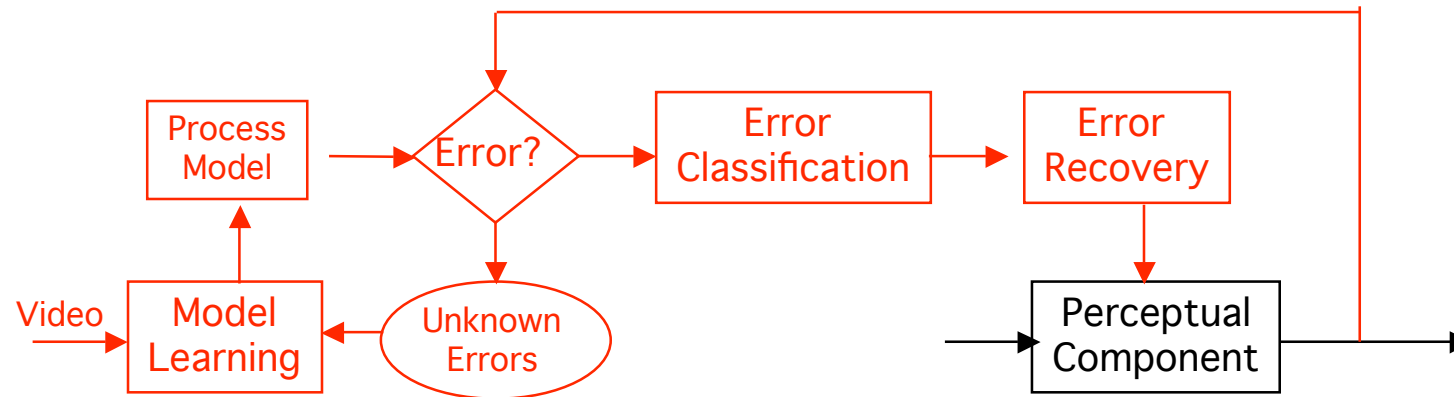 Process
Model
Error?
Error
Classification
Error
Recovery
Video
Model
Learning
Unknown
Errors
Perceptual
Component